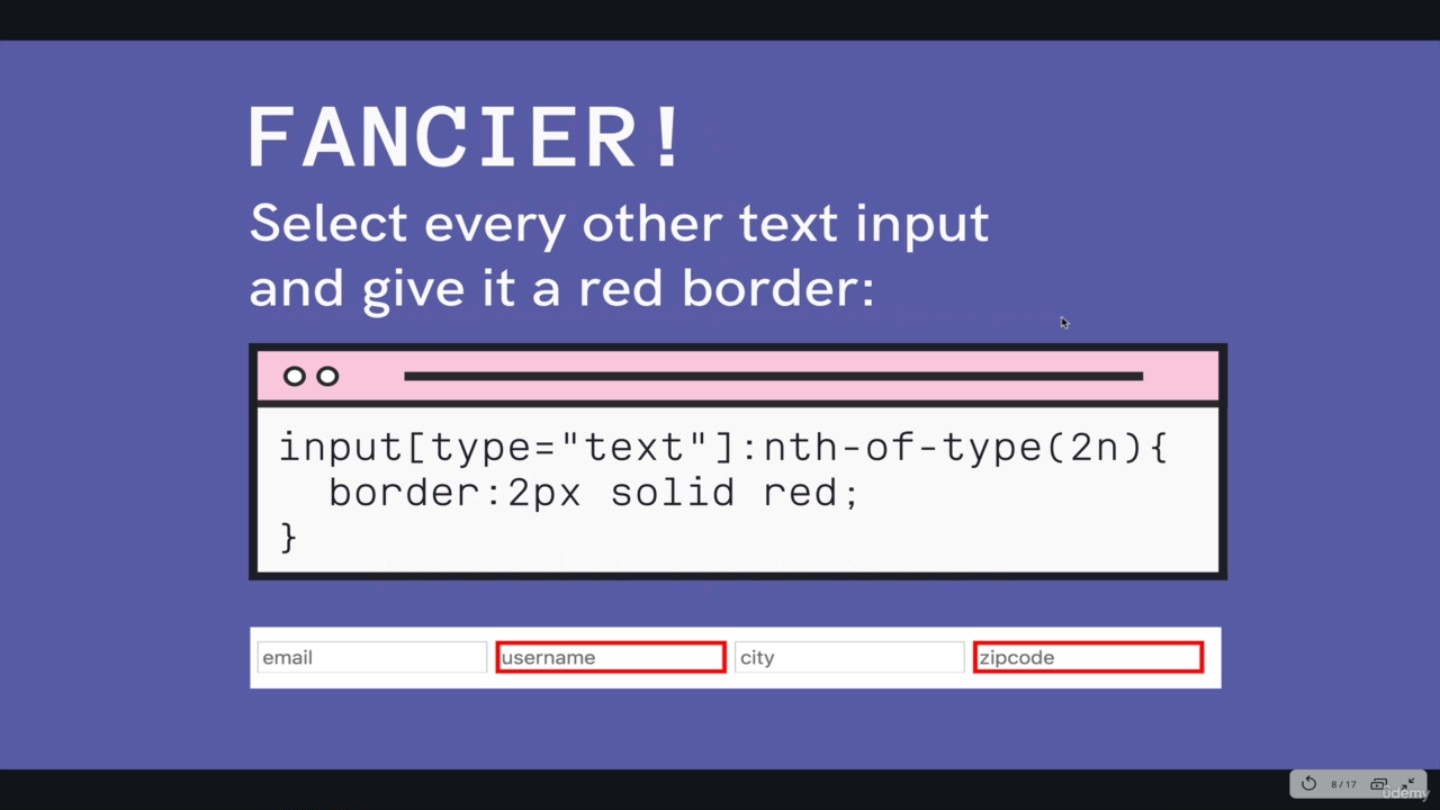 FANCIER!
Select every other text input
and give it a red border:
input[type="text"]:nth-of-type(2n){
  border:2px solid red;
}
email username city zipcode
8/17
ûdemy